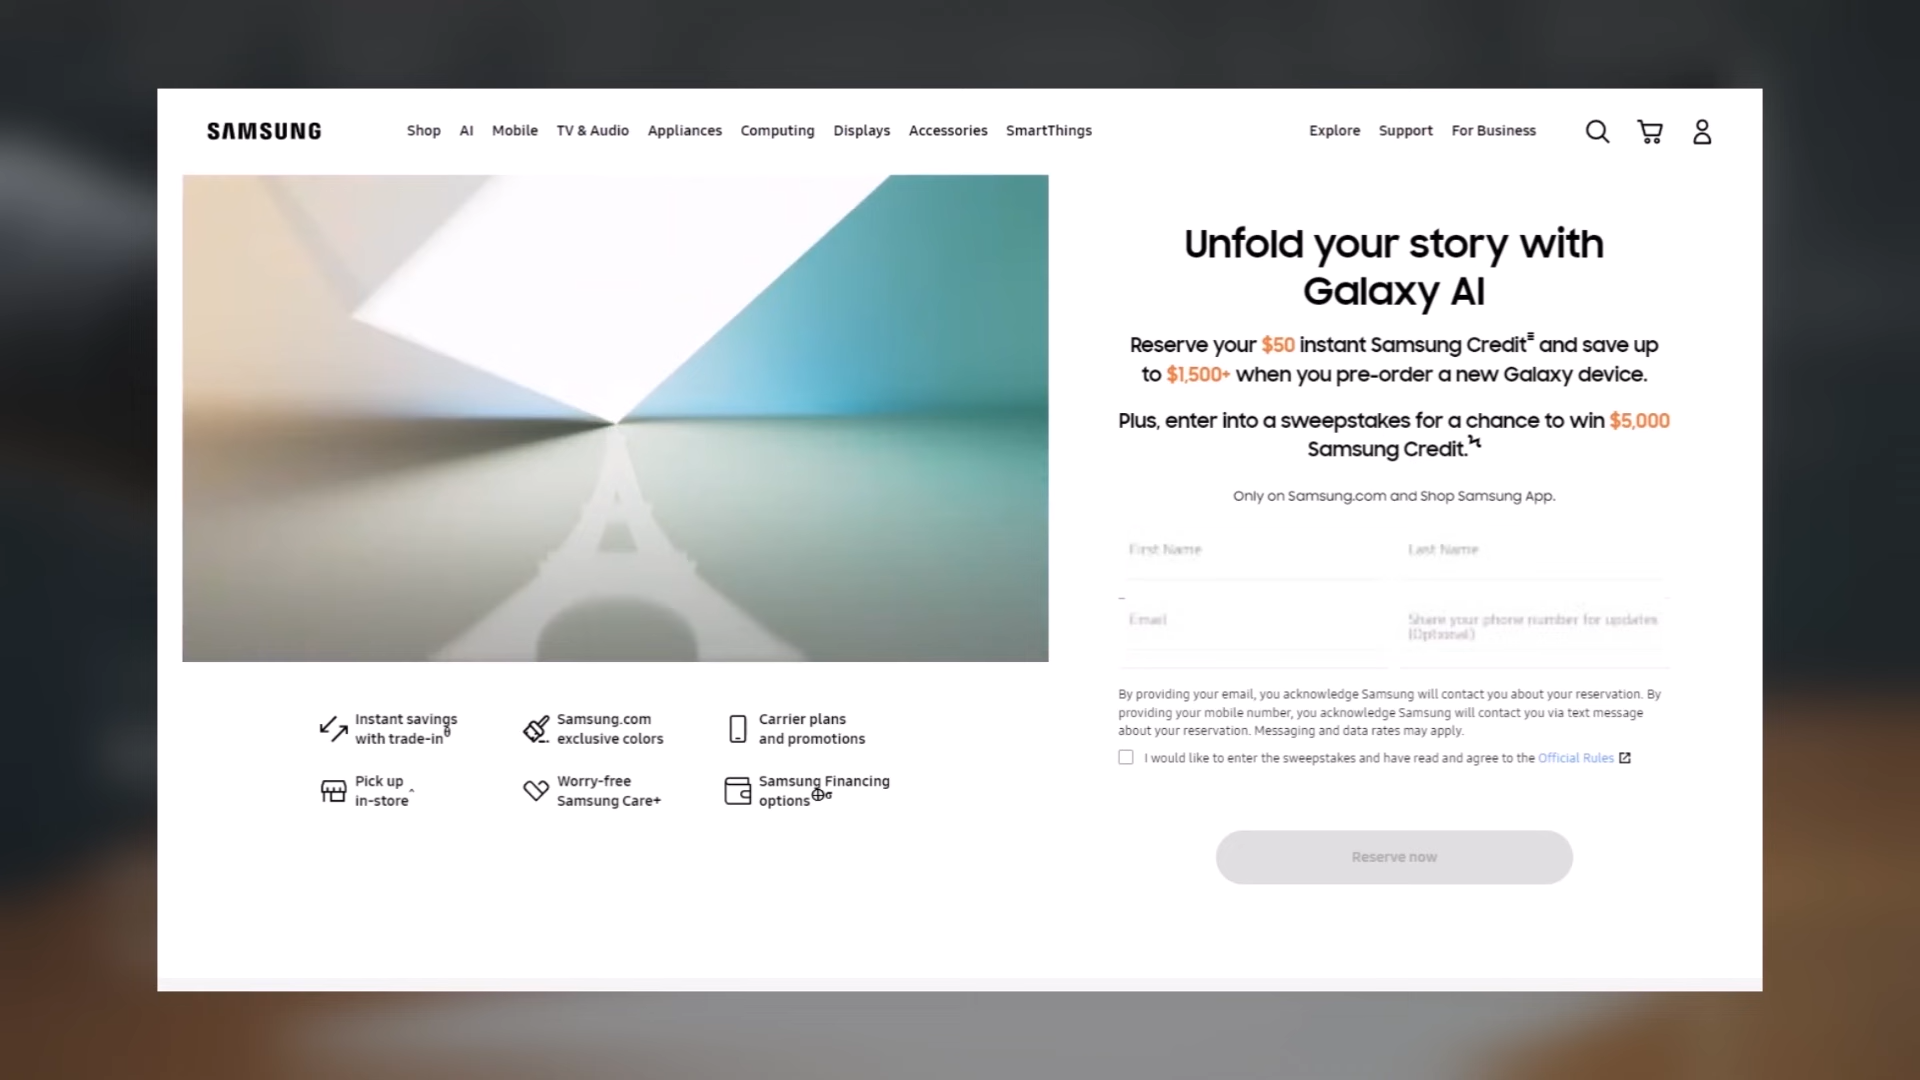 SAMSUNG
Shop AI Mobile TV & Audio Appliances Computing Displays Accessories SmartThings
Explore Support For Business
Unfold your story with
Galaxy AI
Reserve your $50 instant Samsung Credit and save up
to $1,500+ when you pre-order a new Galaxy device.
Plus, enter into a sweepstakes for a chance to win $5,000
Samsung Credit.
Only on Samsung.com and Shop Samsung App.
First Name
Last Name
Email
Share your phone number for updates
(Optional)
By providing your email, you acknowledge Samsung will contact you about your reservation. By
providing your mobile number, you acknowledge Samsung will contact you via text message
about your reservation. Messaging and data rates may apply.
I would like to enter the sweepstakes and have read and agree to the Official Rules
Reserve now
Instant savings
with trade-in
Samsung.com
exclusive colors
Carrier plans
and promotions
Pick up
in-store^
Worry-free
Samsung Care+
Samsung Financing
options